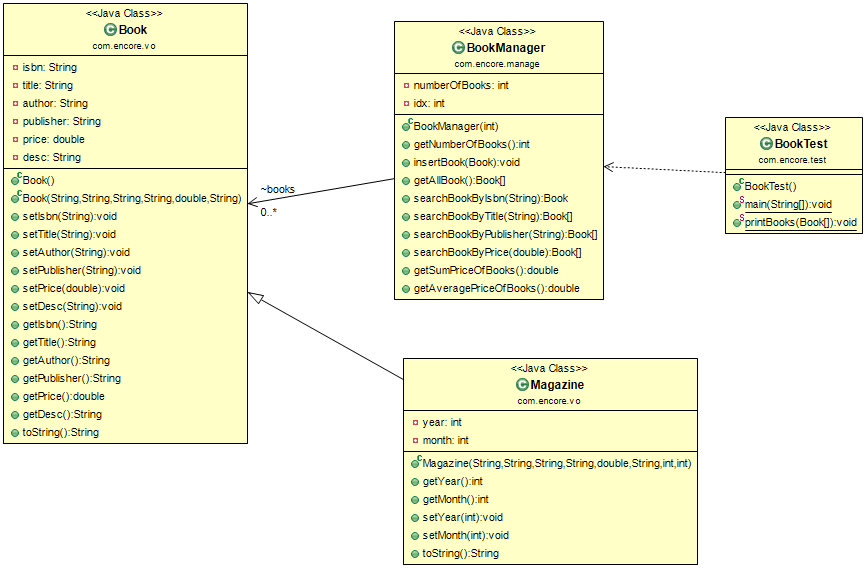 <<Java Class>>
Book
com.encore.vo
isbn: String
title: String
author: String
publisher: String
price: double
desc: String
Book()
Book(String,String,String,String,double,String)
setIsbn(String):void
setTitle(String):void
setAuthor(String):void
setPublisher(String):void
setPrice(double):void
setDesc(String):void
getIsbn():String
getTitle():String
getAuthor():String
getPublisher():String
getPrice():double
getDesc():String
toString():String
~books
0..*
<<Java Class>>
BookManager
com.encore.manage
numberOfBooks: int
idx: int
BookManager(int)
getNumberOfBooks():int
insertBook(Book):void
getAllBook():Book[]
searchBookByIsbn(String):Book
searchBookByTitle(String):Book[]
searchBookByPublisher(String):Book[]
searchBookByPrice(double):Book[]
getSumPriceOfBooks():double
getAveragePriceOfBooks():double
<<Java Class>>
BookTest
com.encore.test
BookTest()
main(String[]):void
printBooks(Book[]):void
<<Java Class>>
Magazine
com.encore.vo
year: int
month: int
Magazine(String,String,String,String,double,String,int,int)
getYear():int
getMonth():int
setYear(int):void
setMonth(int):void
toString():String